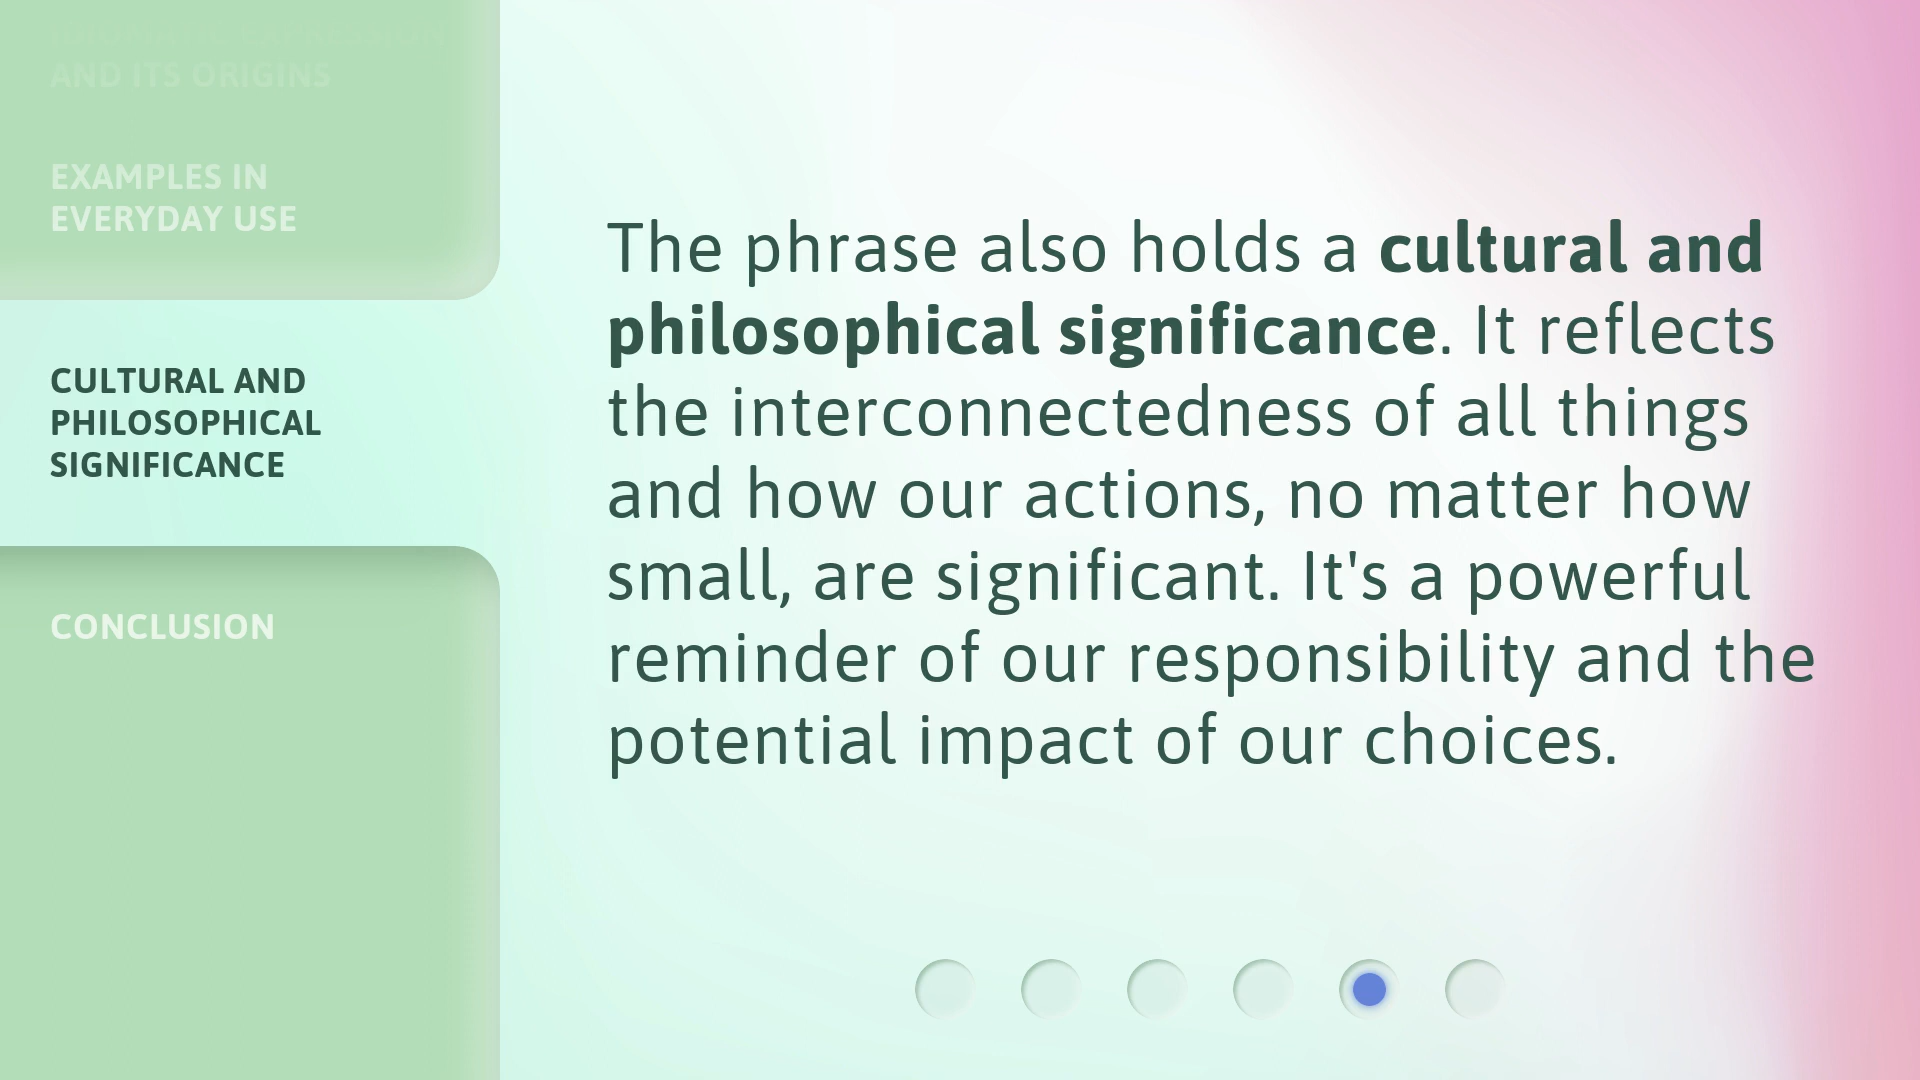 AND ITS ORIGINS
EXAMPLES IN
EVERYDAY USE
CULTURAL AND
PHILOSOPHICAL
SIGNIFICANCE
CONCLUSION
The phrase also holds a cultural and
philosophical significance. It reflects
the interconnectedness of all things
and how our actions, no matter how
small, are significant. It's a powerful
reminder of our responsibility and the
potential impact of our choices.